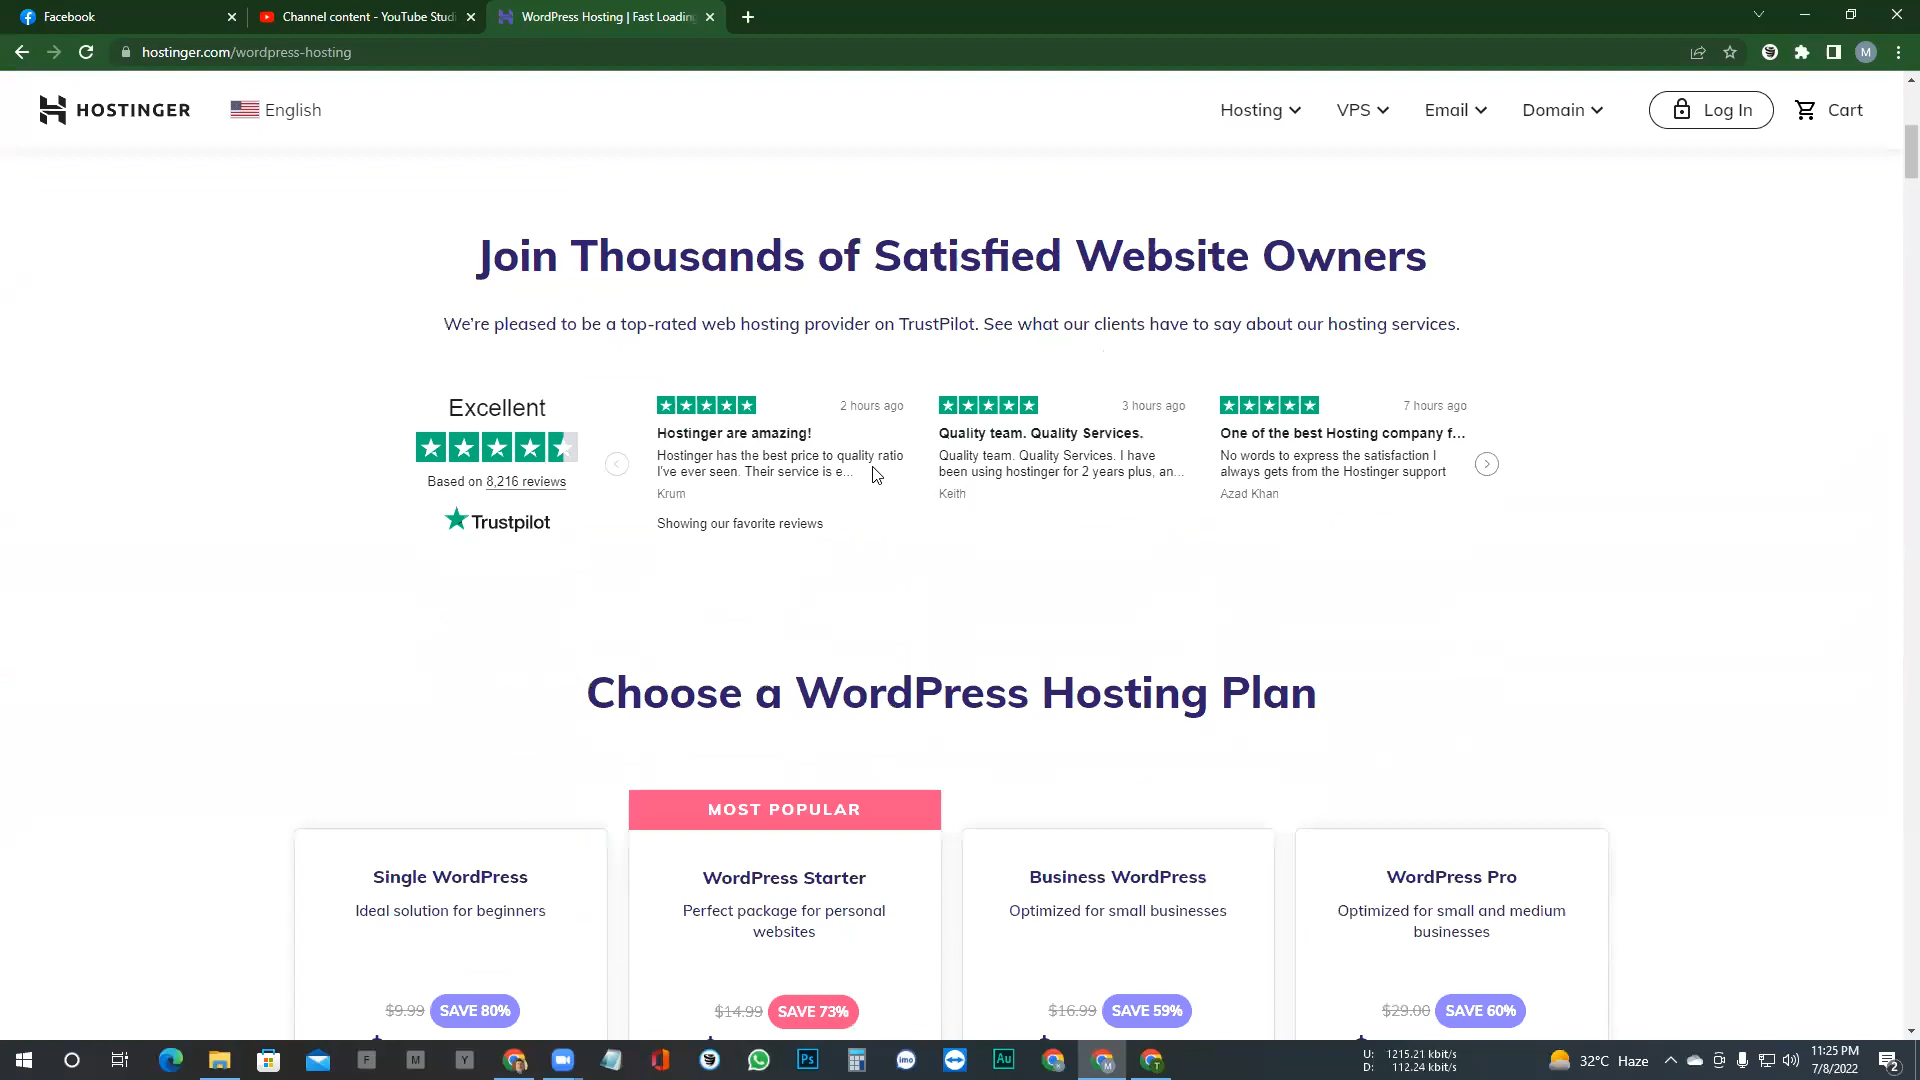 Facebook
Channel content - YouTube Studi
WordPress Hosting | Fast Loading
hostinger.com/wordpress-hosting
M
HOSTINGER
English
Hosting
VPS
Email
Domain
Log In
Cart
Join Thousands of Satisfied Website Owners
We’re pleased to be a top-rated web hosting provider on TrustPilot. See what our clients have to say about our hosting services.
Excellent
Based on 8,216 reviews
Trustpilot
2 hours ago
Hostinger are amazing!
Hostinger has the best price to quality ratio
I've ever seen. Their service is e...
Krum
Showing our favorite reviews
3 hours ago
Quality team. Quality Services.
Quality team. Quality Services. I have
been using hostinger for 2 years plus, an...
Keith
7 hours ago
One of the best Hosting company f...
No words to express the satisfaction I
always gets from the Hostinger support
Azad Khan
Choose a WordPress Hosting Plan
Single WordPress
Ideal solution for beginners
$9.99 SAVE 80%
MOST POPULAR
WordPress Starter
Perfect package for personal
websites
$14.99 SAVE 73%
Business WordPress
Optimized for small businesses
$16.99 SAVE 59%
WordPress Pro
Optimized for small and medium
businesses
$29.00 SAVE 60%
F
M
Y
Ps
imo
Au
M
T
U: 1215.21 kbit/s
D: 112.24 kbit/s
32°C Haze
11:25 PM
7/8/2022
2